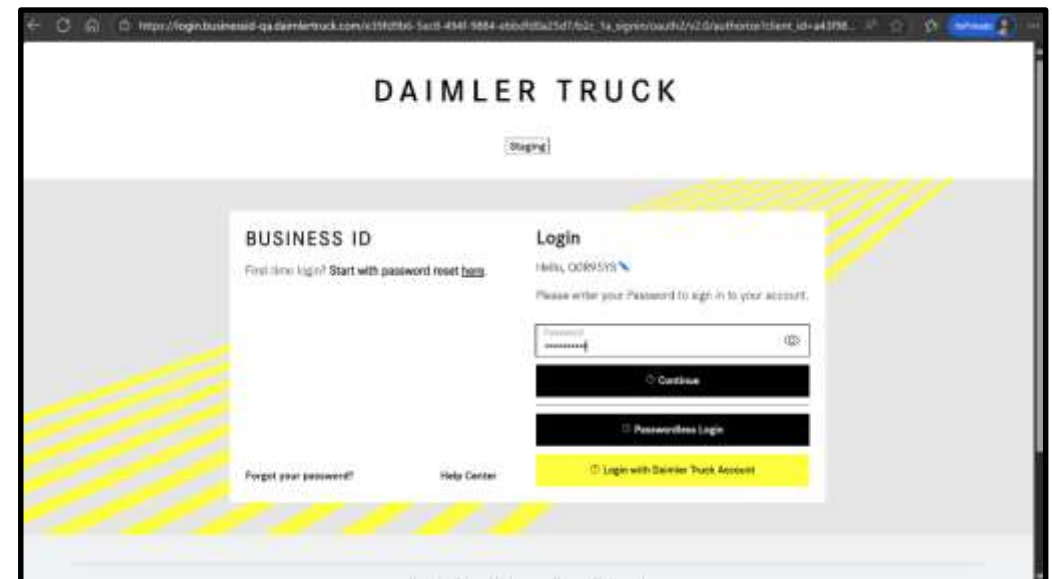 DAIMLER TRUCK
Staging
BUSINESS ID
First-time login? Start with password reset here.
Forgot your password?
Help Center
Login
Hello,
Please enter your Password to sign in to your account.
Password
Continue
Passwordless Login
Login with Daimler Truck Account